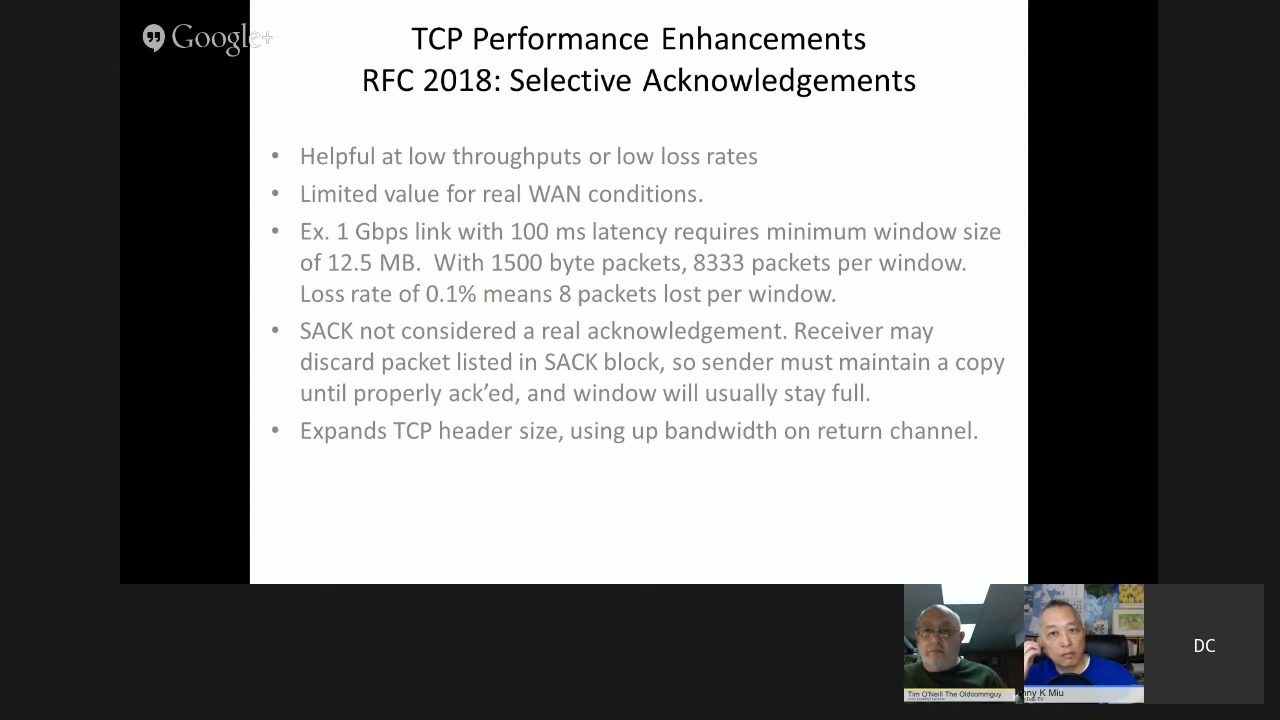 Google+
TCP Performance Enhancements
RFC 2018: Selective Acknowledgements
• Helpful at low throughputs or low loss rates
• Limited value for real WAN conditions.
• Ex. 1 Gbps link with 100 ms latency requires minimum window size
of 12.5 MB.  With 1500 byte packets, 8333 packets per window.
Loss rate of 0.1% means 8 packets lost per window.
• SACK not considered a real acknowledgement. Receiver may
discard packet listed in SACK block, so sender must maintain a copy
until properly ack’ed, and window will usually stay full.
• Expands TCP header size, using up bandwidth on return channel.
Tim O'Neill The Oldcommguy
nny K Miu
DC